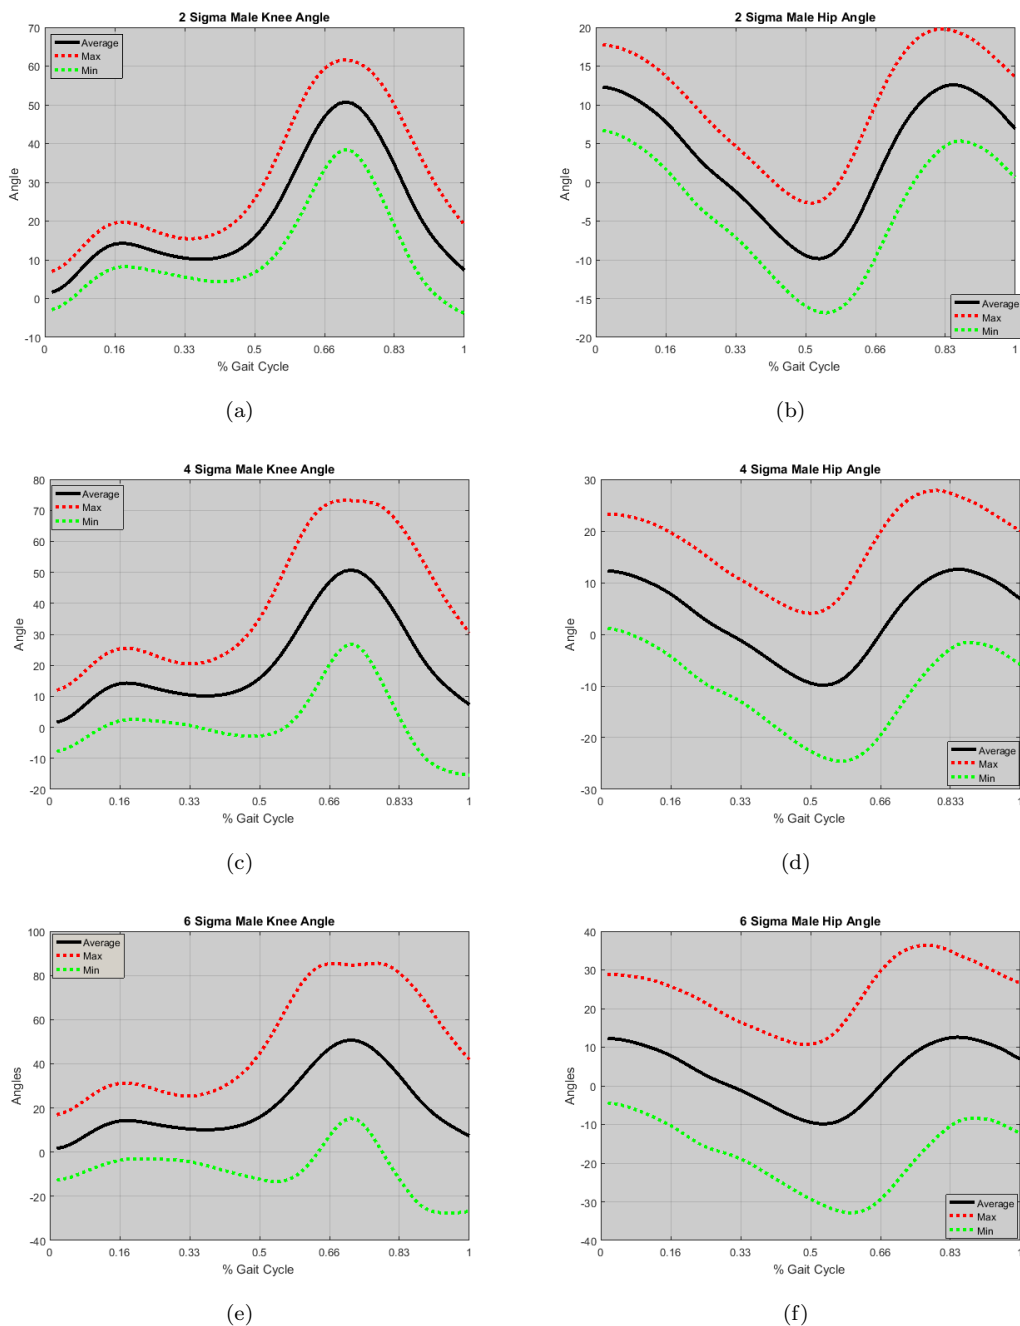 2 Sigma Male Knee Angle
70
60
50
40
30
20
10
0
-10
Angle
Average
Max
Min
0 0.16 0.33 0.5 0.66 0.83 1
% Gait Cycle
(a)
2 Sigma Male Hip Angle
20
15
10
5
0
-5
-10
-15
-20
Angle
Average
Max
Min
0 0.16 0.33 0.5 0.66 0.83 1
% Gait Cycle
(b)
4 Sigma Male Knee Angle
80
70
60
50
40
30
20
10
0
-10
-20
Angle
Average
Max
Min
0 0.16 0.33 0.5 0.66 0.833 1
% Gait Cycle
(c)
4 Sigma Male Hip Angle
30
20
10
0
-10
-20
-30
Angle
Average
Max
Min
0 0.16 0.33 0.5 0.66 0.833 1
% Gait Cycle
(d)
6 Sigma Male Knee Angle
100
80
60
40
20
0
-20
-40
Angles
Average
Max
Min
0 0.16 0.33 0.5 0.66 0.83 1
% Gait Cycle
(e)
6 Sigma Male Hip Angle
40
30
20
10
0
-10
-20
-30
-40
Angles
Average
Max
Min
0 0.16 0.33 0.5 0.66 0.83 1
% Gait Cycle
(f)